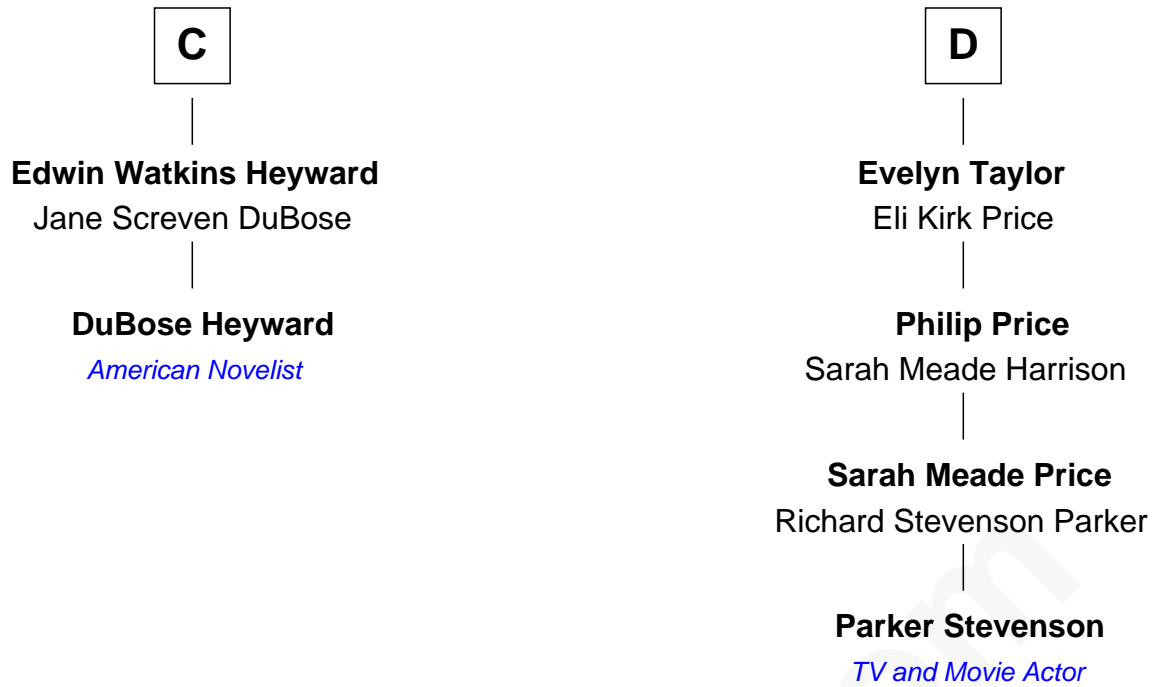 C
Edwin Watkins Heyward
Jane Screven DuBose
DuBose Heyward
American Novelist
D
Evelyn Taylor
Eli Kirk Price
Philip Price
Sarah Meade Harrison
Sarah Meade Price
Richard Stevenson Parker
Parker Stevenson
TV and Movie Actor